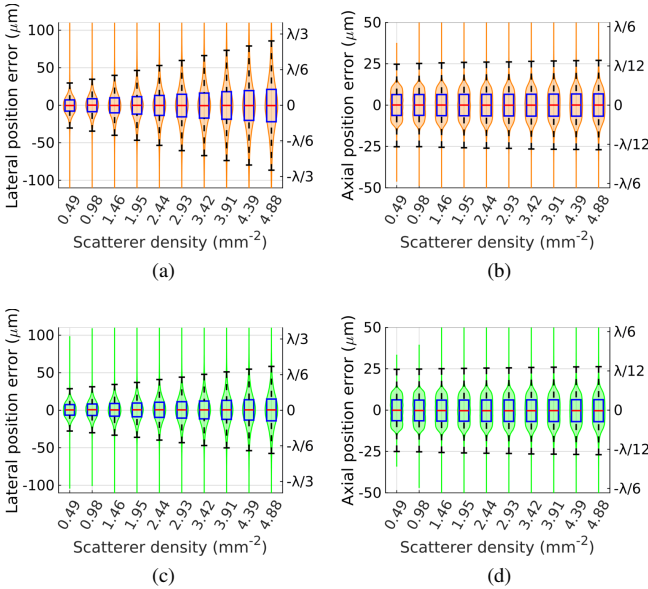 100
50
0
-50
-100
Lateral position error (μm)
λ/3
λ/6
0
-λ/6
-λ/3
0.49
0.98
1.46
1.95
2.44
2.93
3.42
3.91
4.39
4.88
Scatterer density (mm-2)
(a)
50
25
0
-25
-50
Axial position error (μm)
λ/6
λ/12
0
-λ/12
-λ/6
0.49
0.98
1.46
1.95
2.44
2.93
3.42
3.91
4.39
4.88
Scatterer density (mm-2)
(b)
100
50
0
-50
-100
Lateral position error (μm)
λ/3
λ/6
0
-λ/6
-λ/3
0.49
0.98
1.46
1.95
2.44
2.93
3.42
3.91
4.39
4.88
Scatterer density (mm-2)
(c)
50
25
0
-25
-50
Axial position error (μm)
λ/6
λ/12
0
-λ/12
-λ/6
0.49
0.98
1.46
1.95
2.44
2.93
3.42
3.91
4.39
4.88
Scatterer density (mm-2)
(d)